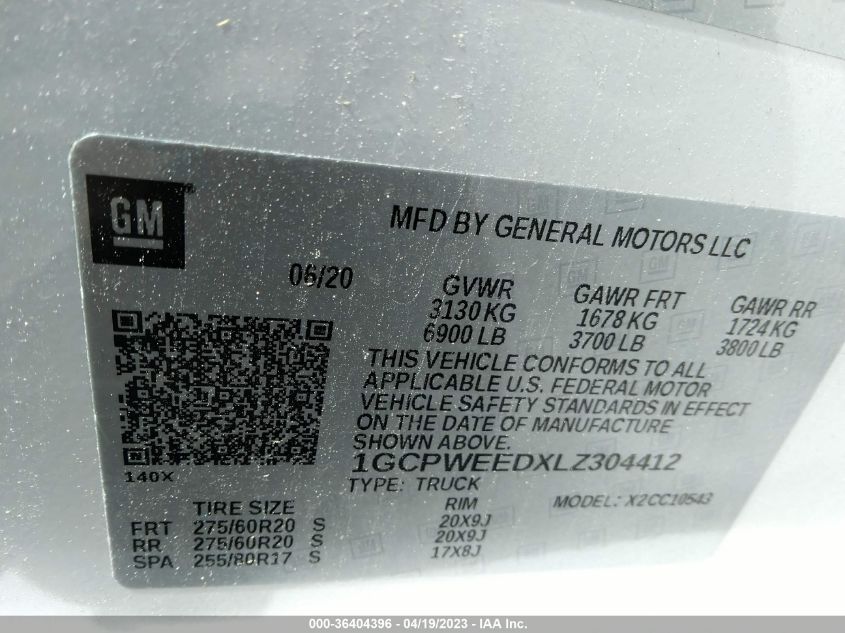 GM
MFD BY GENERAL MOTORS LLC
06/20
GVWR GAWR FRT GAWR RR
3130 KG 1678 KG 1724 KG
6900 LB 3700 LB 3800 LB
THIS VEHICLE CONFORMS TO ALL
APPLICABLE U.S. FEDERAL MOTOR
VEHICLE SAFETY STANDARDS IN EFFECT
ON THE DATE OF MANUFACTURE
SHOWN ABOVE.
1GCPWEEDXLZ304412
140X
TYPE: TRUCK
MODEL: X2CC10543
TIRE SIZE RIM
FRT 275/60R20 S 20X9J
RR 275/60R20 S 20X9J
SPA 255/80R17 S 17X8J
000-36404396 - 04/19/2023 - IAA Inc.